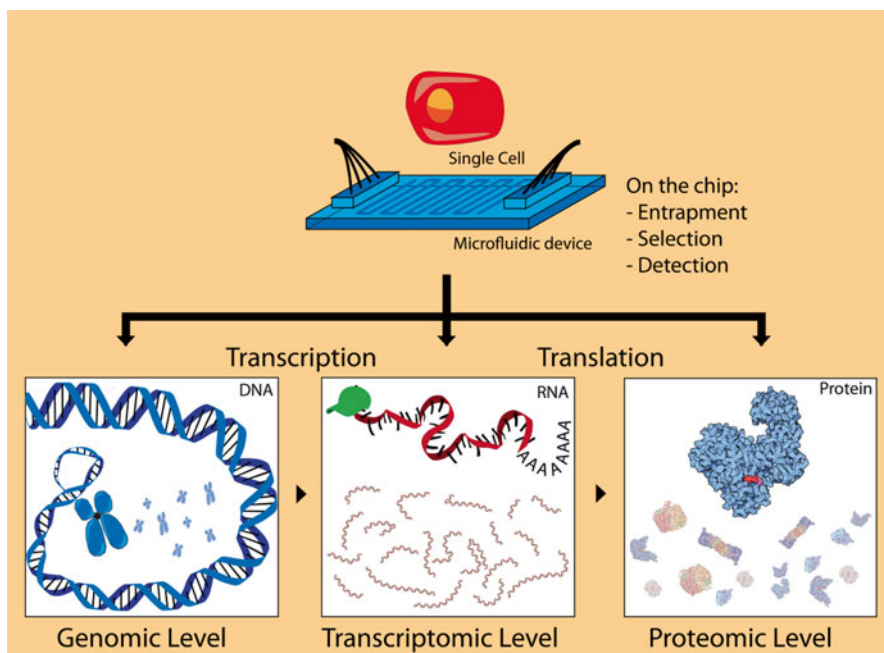 Single Cell
Microfluidic device
On the chip:
- Entrapment
- Selection
- Detection
Transcription
Translation
DNA
RNA
AAAAAAAA
Protein
Genomic Level
Transcriptomic Level
Proteomic Level